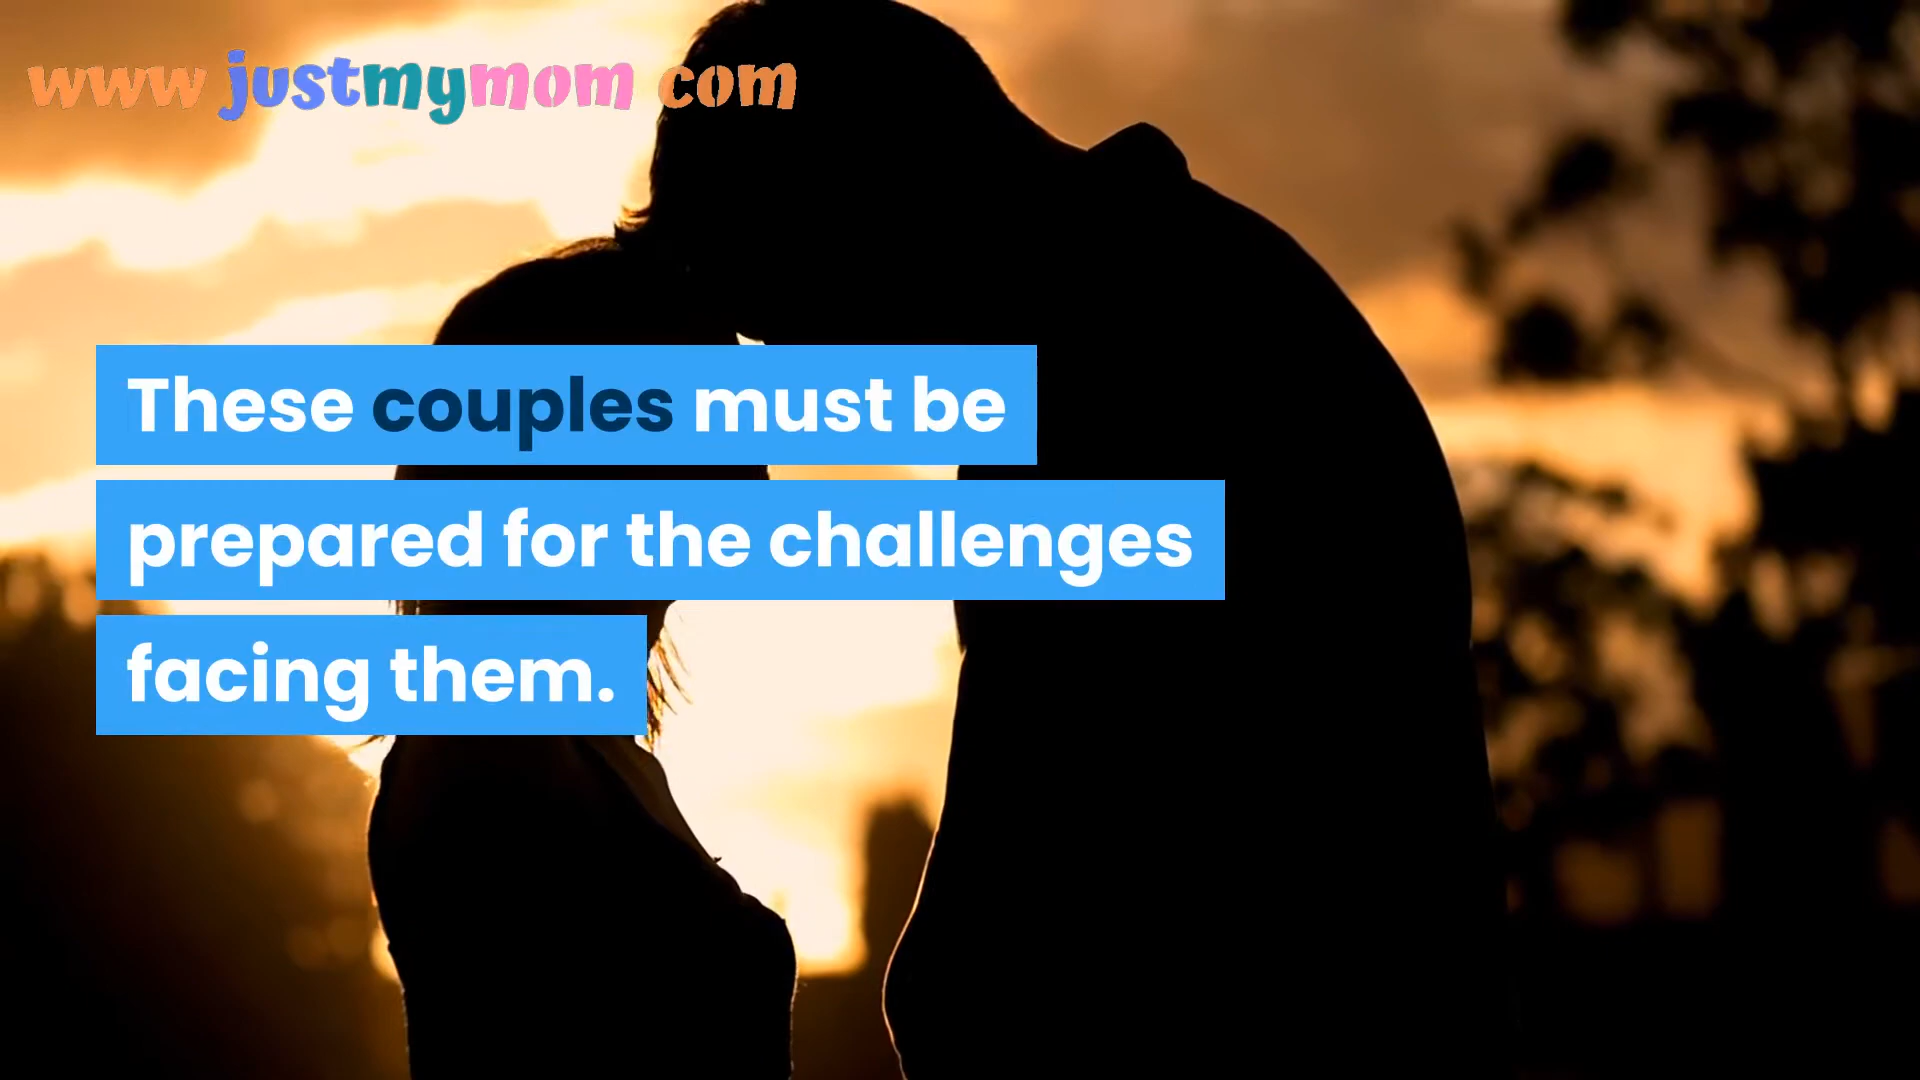 www justmymom com
These couples must be
prepared for the challenges
facing them.